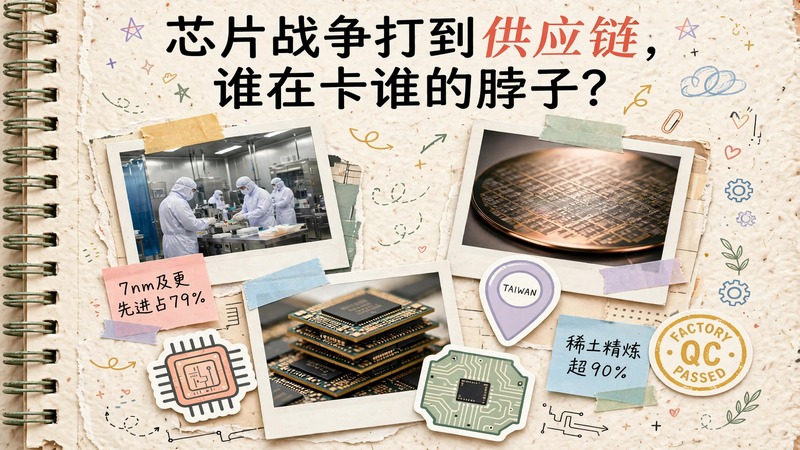 芯片战争打到供应链，
谁在卡谁的脖子？
7nm及更
先进占79%
TAIWAN
稀土精炼
超90%
FACTORY
QC
PASSED